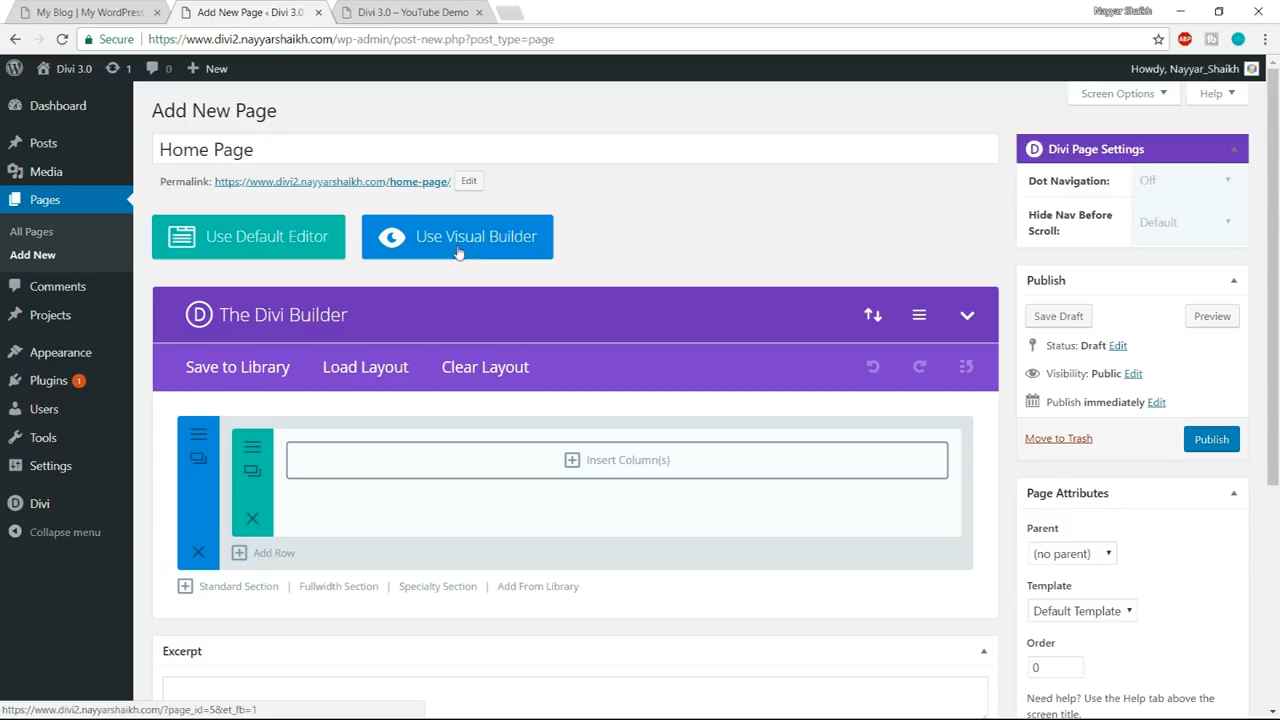 My Blog | My WordPress
Add New Page ‹ Divi 3.0
Divi 3.0 – YouTube Demo
Nayyar Shaikh
Secure
https://www.divi2.nayyarshaikh.com/wp-admin/post-new.php?post_type=page
ABP
Divi 3.0
1
0
New
Howdy, Nayyar_Shaikh
Dashboard
Posts
Media
Pages
All Pages
Add New
Comments
Projects
Appearance
Plugins 1
Users
Tools
Settings
Divi
Collapse menu
Screen Options
Help
Add New Page
Home Page
Permalink: https://www.divi2.nayyarshaikh.com/home-page/ Edit
Use Default Editor
Use Visual Builder
D The Divi Builder
Save to Library
Load Layout
Clear Layout
Insert Column(s)
Add Row
Standard Section | Fullwidth Section | Specialty Section | Add From Library
Excerpt
D Divi Page Settings
Dot Navigation: Off
Hide Nav Before Scroll: Default
Publish
Save Draft
Preview
Status: Draft Edit
Visibility: Public Edit
Publish immediately Edit
Move to Trash
Publish
Page Attributes
Parent
(no parent)
Template
Default Template
Order
0
Need help? Use the Help tab above the
screen title.
https://www.divi2.nayyarshaikh.com/?page_id=5&et_fb=1